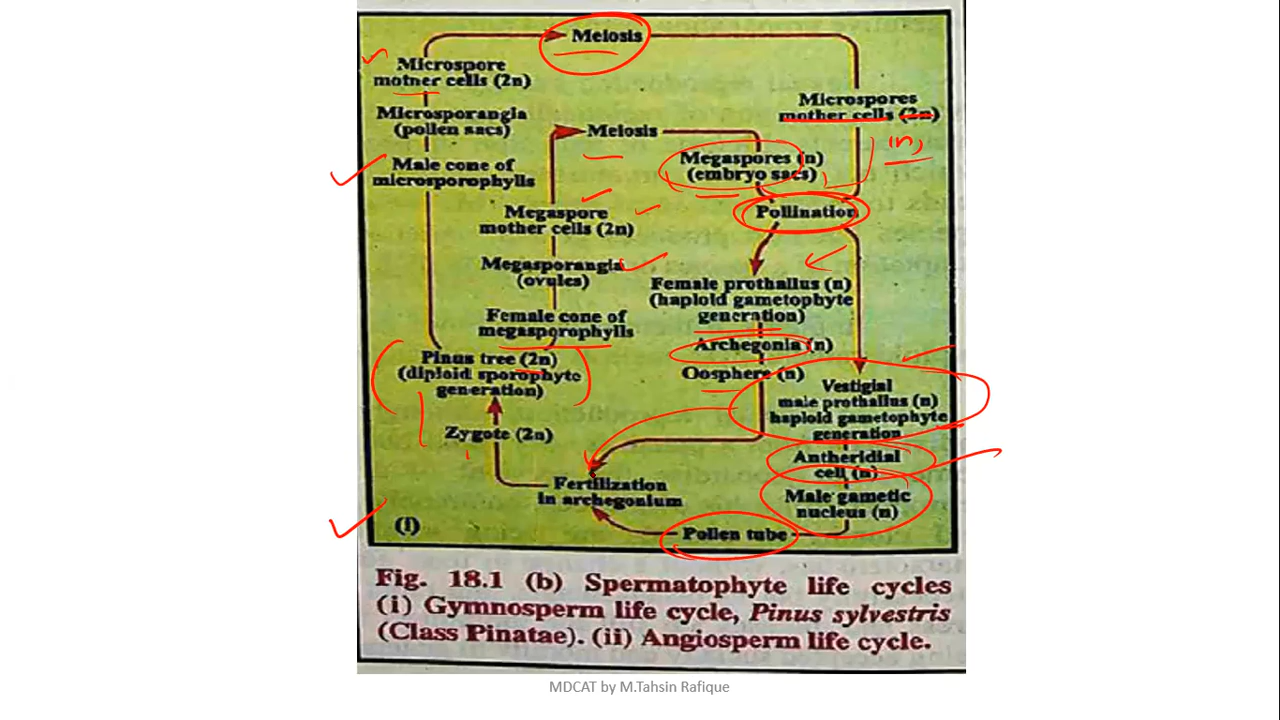 Meiosis
Microspore
mother cells (2n)
Microsporangia
(pollen sacs)
Male cone of
microsporophylls
Microspores
mother cells (2n)
(n)
Meiosis
Megaspores (n)
(embryo sacs)
Megaspore
mother cells (2n)
Pollination
Megasporangia
(ovules)
Female cone of
megasporophylls
Female prothallus (n)
(haploid gametophyte
generation)
Archegonia (n)
Oosphere (n)
Pinus tree (2n)
(diploid sporophyte
generation)
Vestigial
male prothallus (n)
haploid gametophyte
generation
Zygote (2n)
Antheridial
cell (n)
Fertilization
in archegonium
Male gametic
nucleus (n)
Pollen tube
(i)
Fig. 18.1 (b) Spermatophyte life cycles
(i) Gymnosperm life cycle, Pinus sylvestris
(Class Pinatae). (ii) Angiosperm life cycle.
MDCAT by M.Tahsin Rafique